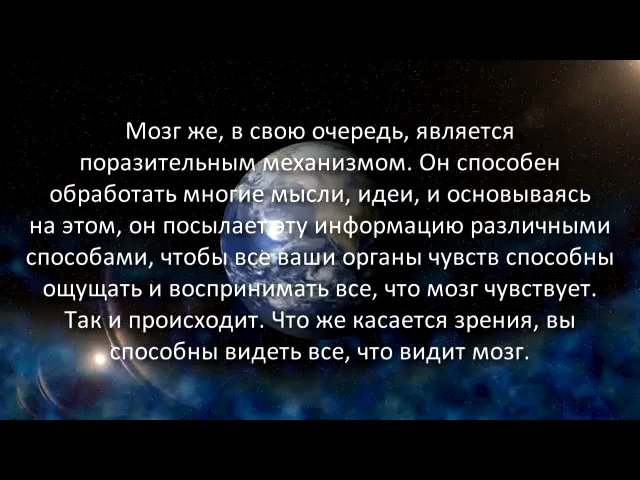 Мозг же, в свою очередь, является
поразительным механизмом. Он способен
обработать многие мысли, идеи, и основываясь
на этом, он посылает эту информацию различными
способами, чтобы все ваши органы чувств способны
ощущать и воспринимать все, что мозг чувствует.
Так и происходит. Что же касается зрения, вы
способны видеть все, что видит мозг.